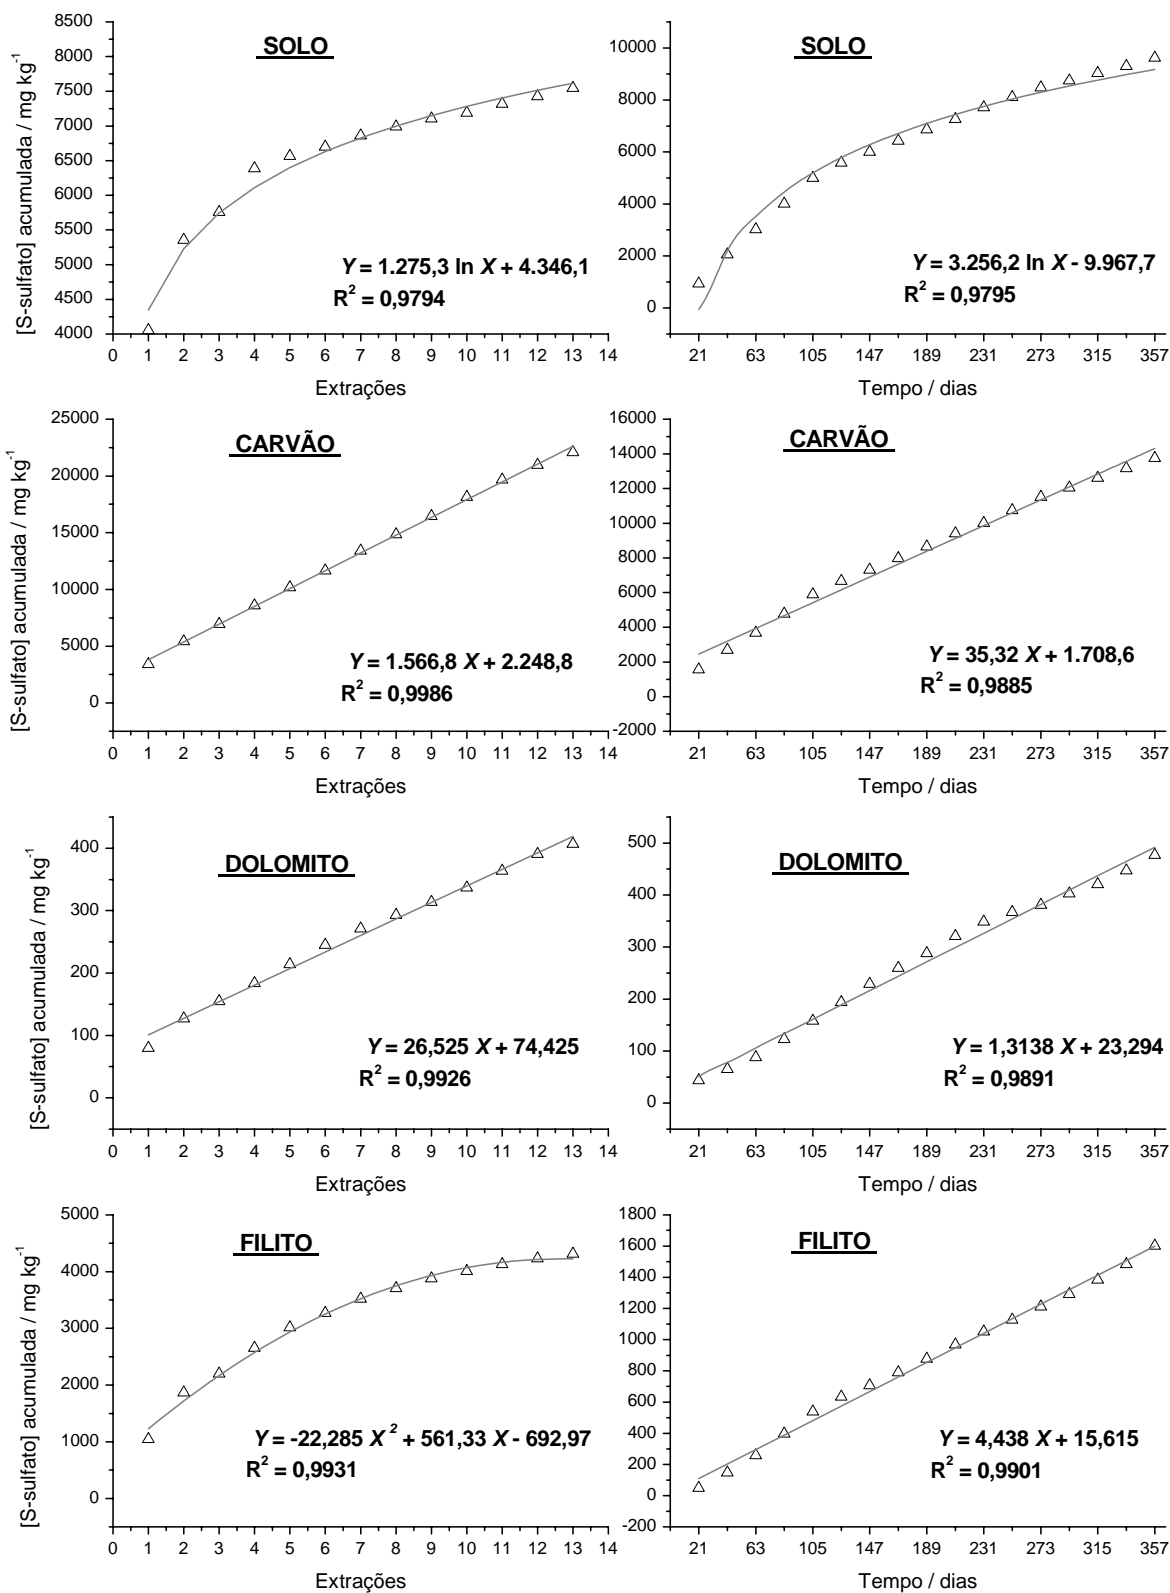 SOLO
[S-sulfato] acumulada / mg kg⁻¹
8500
8000
7500
7000
6500
6000
5500
5000
4500
4000
Y = 1.275,3 ln X + 4.346,1
R² = 0,9794
0 1 2 3 4 5 6 7 8 9 10 11 12 13 14
Extrações
SOLO
10000
8000
6000
4000
2000
0
Y = 3.256,2 ln X - 9.967,7
R² = 0,9795
21 63 105 147 189 231 273 315 357
Tempo / dias
CARVÃO
[S-sulfato] acumulada / mg kg⁻¹
25000
20000
15000
10000
5000
0
Y = 1.566,8 X + 2.248,8
R² = 0,9986
0 1 2 3 4 5 6 7 8 9 10 11 12 13 14
Extrações
CARVÃO
16000
14000
12000
10000
8000
6000
4000
2000
0
-2000
Y = 35,32 X + 1.708,6
R² = 0,9885
21 63 105 147 189 231 273 315 357
Tempo / dias
DOLOMITO
[S-sulfato] acumulada / mg kg⁻¹
400
300
200
100
0
Y = 26,525 X + 74,425
R² = 0,9926
0 1 2 3 4 5 6 7 8 9 10 11 12 13 14
Extrações
DOLOMITO
500
400
300
200
100
0
Y = 1,3138 X + 23,294
R² = 0,9891
21 63 105 147 189 231 273 315 357
Tempo / dias
FILITO
[S-sulfato] acumulada / mg kg⁻¹
5000
4000
3000
2000
1000
0
Y = -22,285 X² + 561,33 X - 692,97
R² = 0,9931
0 1 2 3 4 5 6 7 8 9 10 11 12 13 14
Extrações
FILITO
1800
1600
1400
1200
1000
800
600
400
200
0
-200
Y = 4,438 X + 15,615
R² = 0,9901
21 63 105 147 189 231 273 315 357
Tempo / dias